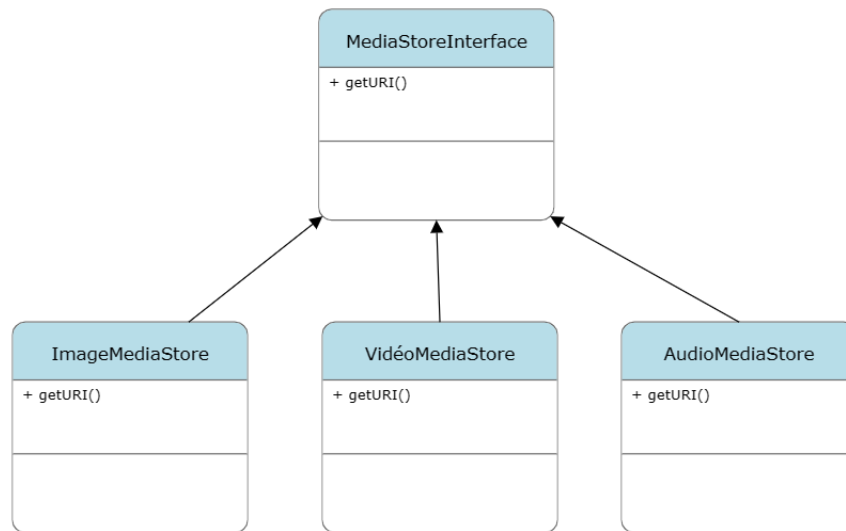 MediaStoreInterface
+ getURI()
ImageMediaStore
+ getURI()
VidéoMediaStore
+ getURI()
AudioMediaStore
+ getURI()